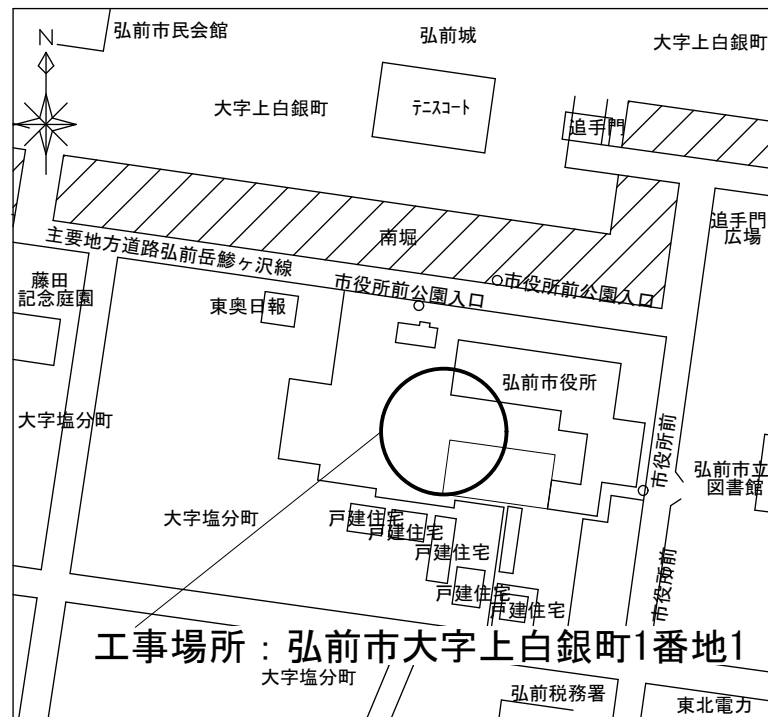 弘前市民会館
弘前城
大字上白銀町
N
大字上白銀町
テニスコート
追手門
追手門
広場
南堀
主要地方道路弘前岳鰺ヶ沢線
藤田
記念庭園
市役所前公園入口
市役所前公園入口
東奥日報
弘前市役所
大字塩分町
市役所前
弘前市立
図書館
大字塩分町
戸建住宅
戸建住宅
戸建住宅
戸建住宅
戸建住宅
市役所前
工事場所：弘前市大字上白銀町1番地1
大字塩分町
弘前税務署
東北電力